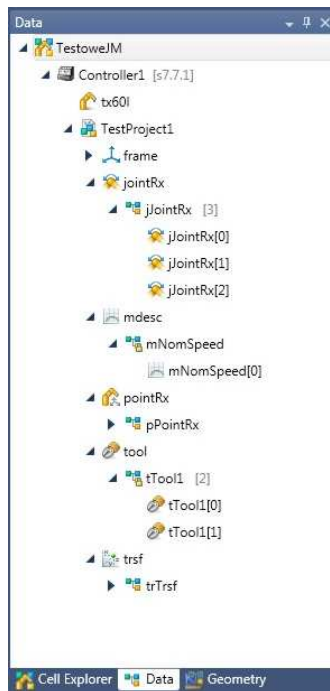 Data
TestoweJM
Controller1 [s7.7.1]
tx60l
TestProject1
frame
jointRx
jJointRx [3]
jJointRx[0]
jJointRx[1]
jJointRx[2]
mdesc
mNomSpeed
mNomSpeed[0]
pointRx
pPointRx
tool
tTool1 [2]
tTool1[0]
tTool1[1]
trsf
trTrsf
Cell Explorer Data Geometry